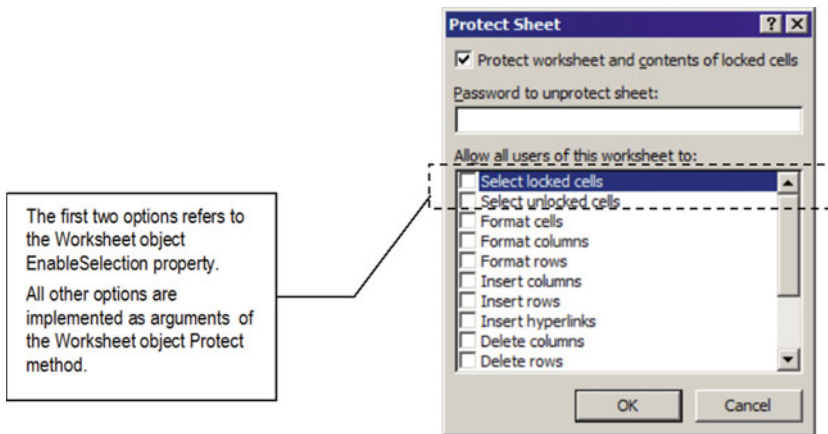 Protect Sheet
Protect worksheet and contents of locked cells
Password to unprotect sheet:
Allow all users of this worksheet to:
Select locked cells
Select unlocked cells
Format cells
Format columns
Format rows
Insert columns
Insert rows
Insert hyperlinks
Delete columns
Delete rows
OK
Cancel
The first two options refers to
the Worksheet object
EnableSelection property.
All other options are
implemented as arguments of
the Worksheet object Protect
method.